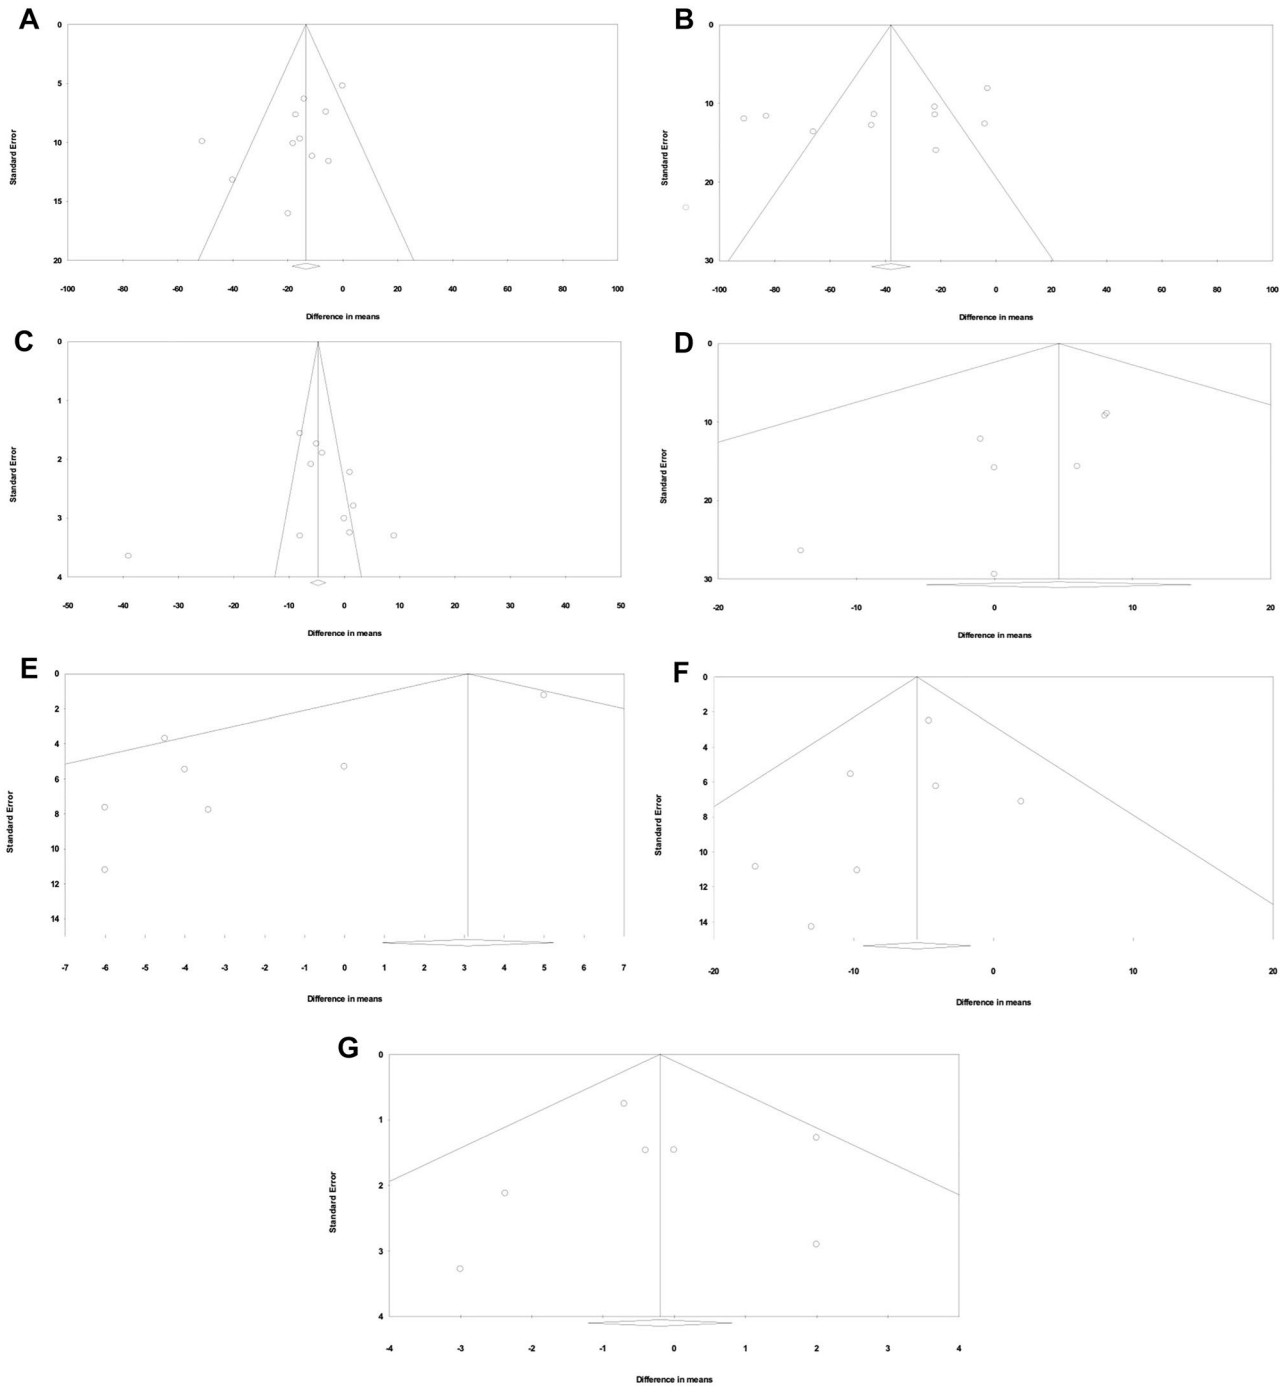 A
0
5
10
15
20
Standard Error
-100 -80 -60 -40 -20 0 20 40 60 80 100
Difference in means
B
0
10
20
30
Standard Error
-100 -80 -60 -40 -20 0 20 40 60 80 100
Difference in means
C
0
1
2
3
4
Standard Error
-50 -40 -30 -20 -10 0 10 20 30 40 50
Difference in means
D
0
10
20
30
Standard Error
-20 -10 0 10 20
Difference in means
E
0
2
4
6
8
10
12
14
Standard Error
-7 -6 -5 -4 -3 -2 -1 0 1 2 3 4 5 6 7
Difference in means
F
0
2
4
6
8
10
12
14
Standard Error
-20 -10 0 10 20
Difference in means
G
0
1
2
3
4
Standard Error
-4 -3 -2 -1 0 1 2 3 4
Difference in means